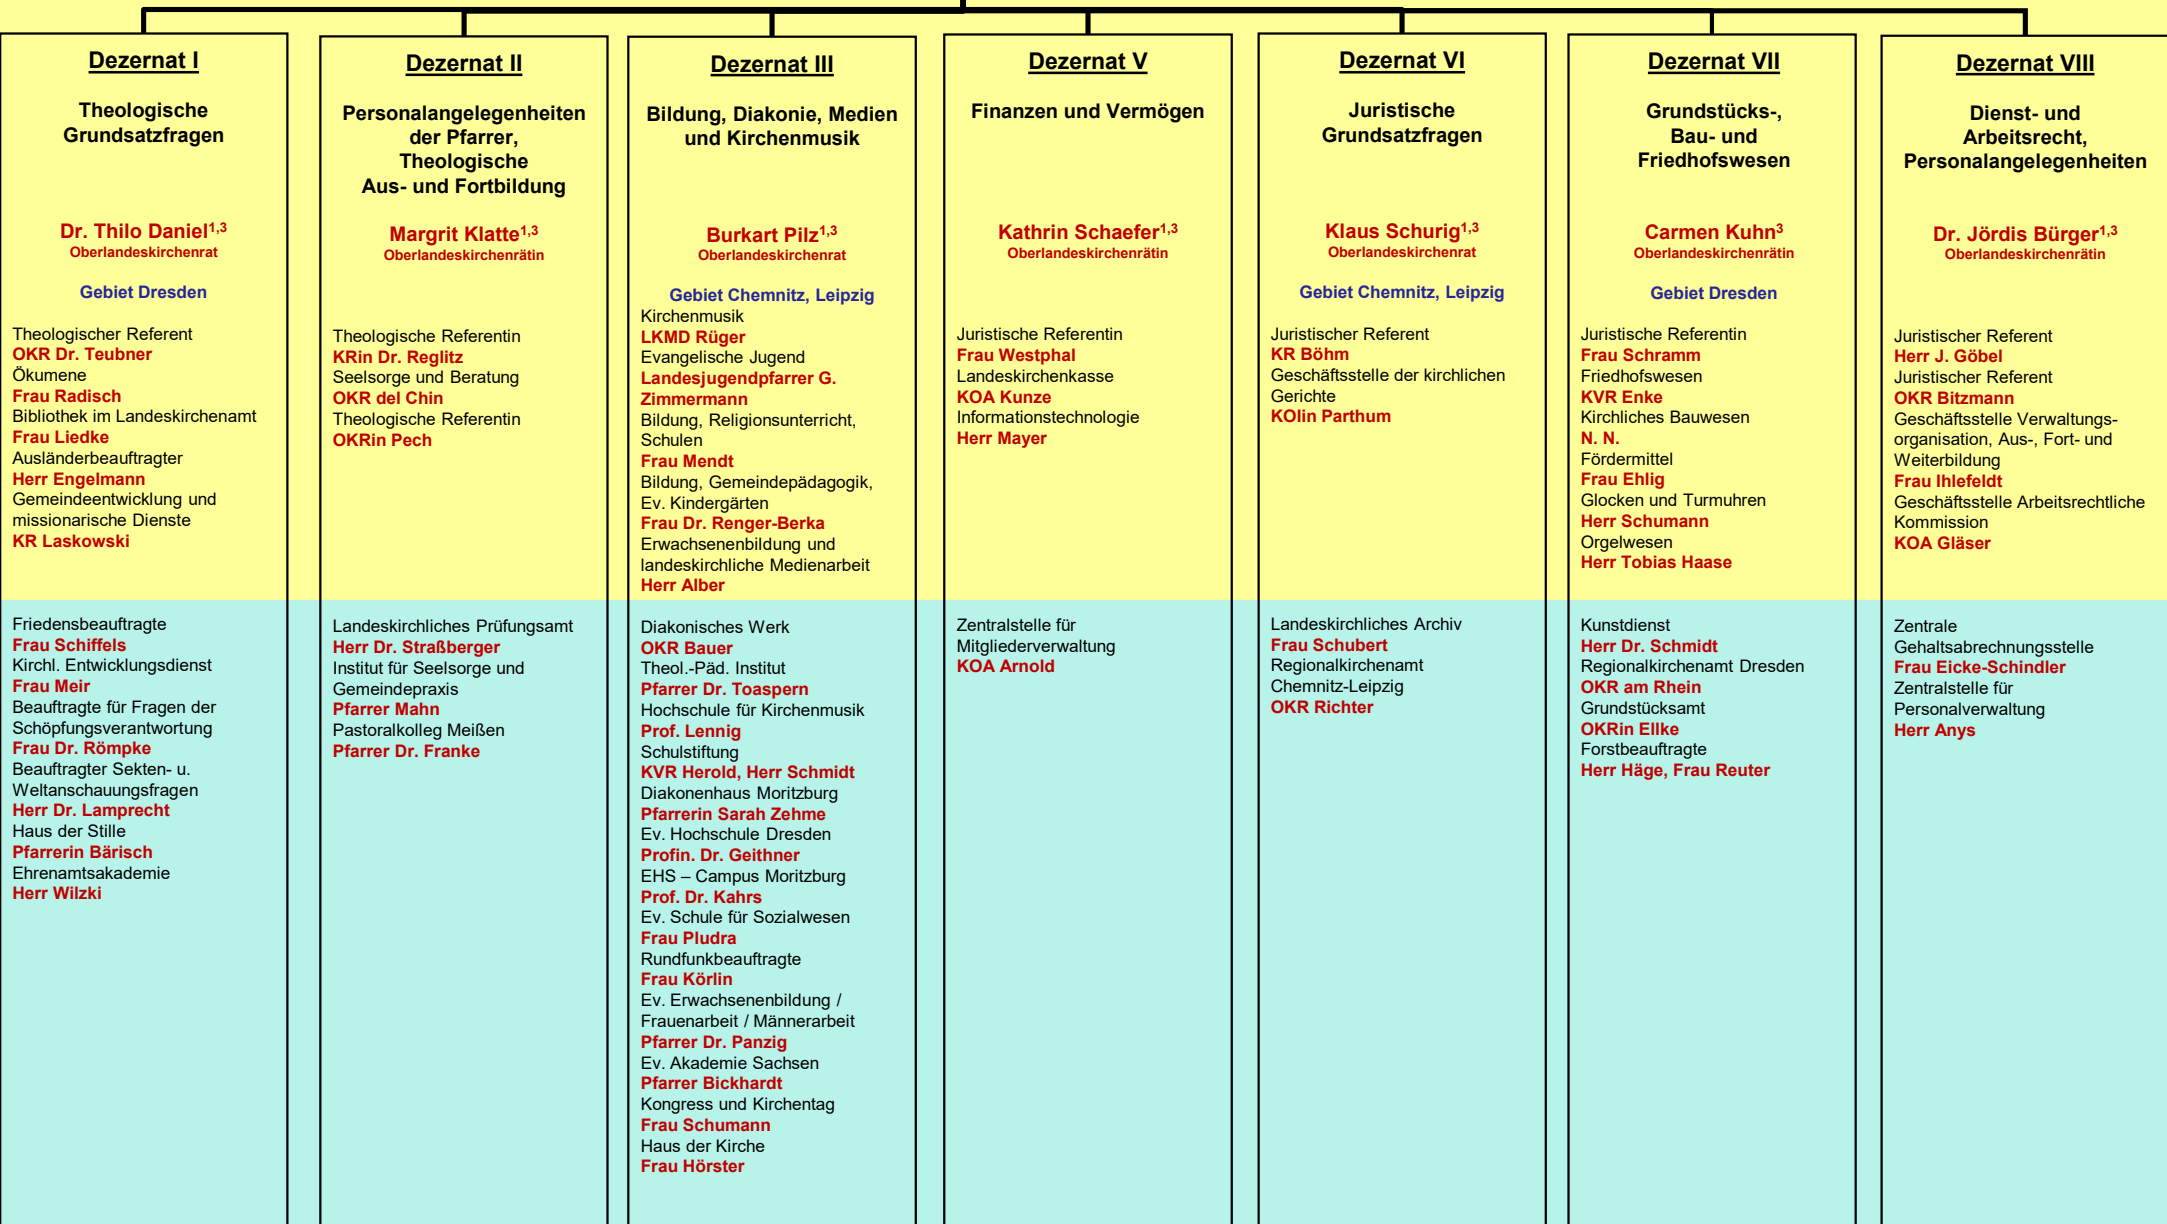 Dezernat I
Theologische
Grundsatzfragen
Dr. Thilo Daniel1,3
Oberlandeskirchenrat
Gebiet Dresden
Theologischer Referent
OKR Dr. Teubner
Ökumene
Frau Radisch
Bibliothek im Landeskirchenamt
Frau Liedke
Ausländerbeauftragter
Herr Engelmann
Gemeindeentwicklung und
missionarische Dienste
KR Laskowski
Friedensbeauftragte
Frau Schiffels
Kirchl. Entwicklungsdienst
Frau Meir
Beauftragte für Fragen der
Schöpfungsverantwortung
Frau Dr. Römpke
Beauftragter Sekten- u.
Weltanschauungsfragen
Herr Dr. Lamprecht
Haus der Stille
Pfarrerin Bärisch
Ehrenamtsakademie
Herr Wilzki
Dezernat II
Personalangelegenheiten
der Pfarrer,
Theologische
Aus- und Fortbildung
Margrit Klatte1,3
Oberlandeskirchenrätin
Theologische Referentin
KRin Dr. Reglitz
Seelsorge und Beratung
OKR del Chin
Theologische Referentin
OKRin Pech
Landeskirchliches Prüfungsamt
Herr Dr. Straßberger
Institut für Seelsorge und
Gemeindepraxis
Pfarrer Mahn
Pastoralkolleg Meißen
Pfarrer Dr. Franke
Dezernat III
Bildung, Diakonie, Medien
und Kirchenmusik
Burkart Pilz1,3
Oberlandeskirchenrat
Gebiet Chemnitz, Leipzig
Kirchenmusik
LKMD Rüger
Evangelische Jugend
Landesjugendpfarrer G.
Zimmermann
Bildung, Religionsunterricht,
Schulen
Frau Mendt
Bildung, Gemeindepädagogik,
Ev. Kindergärten
Frau Dr. Renger-Berka
Erwachsenenbildung und
landeskirchliche Medienarbeit
Herr Alber
Diakonisches Werk
OKR Bauer
Theol.-Päd. Institut
Pfarrer Dr. Toaspern
Hochschule für Kirchenmusik
Prof. Lennig
Schulstiftung
KVR Herold, Herr Schmidt
Diakonenhaus Moritzburg
Pfarrerin Sarah Zehme
Ev. Hochschule Dresden
Profin. Dr. Geithner
EHS – Campus Moritzburg
Prof. Dr. Kahrs
Ev. Schule für Sozialwesen
Frau Pludra
Rundfunkbeauftragte
Frau Körlin
Ev. Erwachsenenbildung /
Frauenarbeit / Männerarbeit
Pfarrer Dr. Panzig
Ev. Akademie Sachsen
Pfarrer Bickhardt
Kongress und Kirchentag
Frau Schumann
Haus der Kirche
Frau Hörster
Dezernat V
Finanzen und Vermögen
Kathrin Schaefer1,3
Oberlandeskirchenrätin
Juristische Referentin
Frau Westphal
Landeskirchenkasse
KOA Kunze
Informationstechnologie
Herr Mayer
Zentralstelle für
Mitgliederverwaltung
KOA Arnold
Dezernat VI
Juristische
Grundsatzfragen
Klaus Schurig1,3
Oberlandeskirchenrat
Gebiet Chemnitz, Leipzig
Juristischer Referent
KR Böhm
Geschäftsstelle der kirchlichen
Gerichte
KOIin Parthum
Landeskirchliches Archiv
Frau Schubert
Regionalkirchenamt
Chemnitz-Leipzig
OKR Richter
Dezernat VII
Grundstücks-,
Bau- und
Friedhofswesen
Carmen Kuhn3
Oberlandeskirchenrätin
Gebiet Dresden
Juristische Referentin
Frau Schramm
Friedhofswesen
KVR Enke
Kirchliches Bauwesen
N. N.
Fördermittel
Frau Ehlig
Glocken und Turmuhren
Herr Schumann
Orgelwesen
Herr Tobias Haase
Kunstdienst
Herr Dr. Schmidt
Regionalkirchenamt Dresden
OKR am Rhein
Grundstücksamt
OKRin Ellke
Forstbeauftragte
Herr Häge, Frau Reuter
Dezernat VIII
Dienst- und
Arbeitsrecht,
Personalangelegenheiten
Dr. Jördis Bürger1,3
Oberlandeskirchenrätin
Juristischer Referent
Herr J. Göbel
Juristischer Referent
OKR Bitzmann
Geschäftsstelle Verwaltungs-
organisation, Aus-, Fort- und
Weiterbildung
Frau Ihlefeldt
Geschäftsstelle Arbeitsrechtliche
Kommission
KOA Gläser
Zentrale
Gehaltsabrechnungsstelle
Frau Eicke-Schindler
Zentralstelle für
Personalverwaltung
Herr Anys